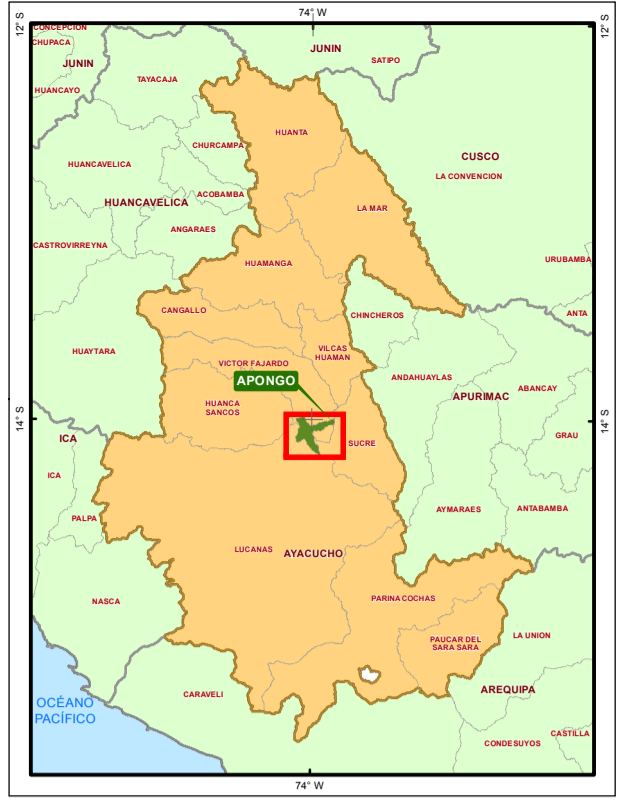 74° W
12° S
12° S
CONCEPCION
CHUPACA
JUNIN
JUNIN
SATIPO
TAYACAJA
HUANCAYO
HUANTA
CHURCAMPA
CUSCO
HUANCAVELICA
LA CONVENCION
ACOBAMBA
HUANCAVELICA
LA MAR
ANGARAES
CASTROVIRREYNA
HUAMANGA
URUBAMBA
CANGALLO
CHINCHEROS
ANTA
HUAYTARA
VILCAS
HUAMAN
VICTOR FAJARDO
ANDAHUAYLAS
APONGO
ABANCAY
APURIMAC
HUANCA
SANCOS
14° S
14° S
ICA
SUCRE
GRAU
ICA
PALPA
AYMARAES
ANTABAMBA
LUCANAS
AYACUCHO
NASCA
PARINACOCHAS
PAUCAR DEL
SARA SARA
LA UNION
CARAVELI
AREQUIPA
OCÉANO
PACÍFICO
CONDESUYOS
CASTILLA
74° W